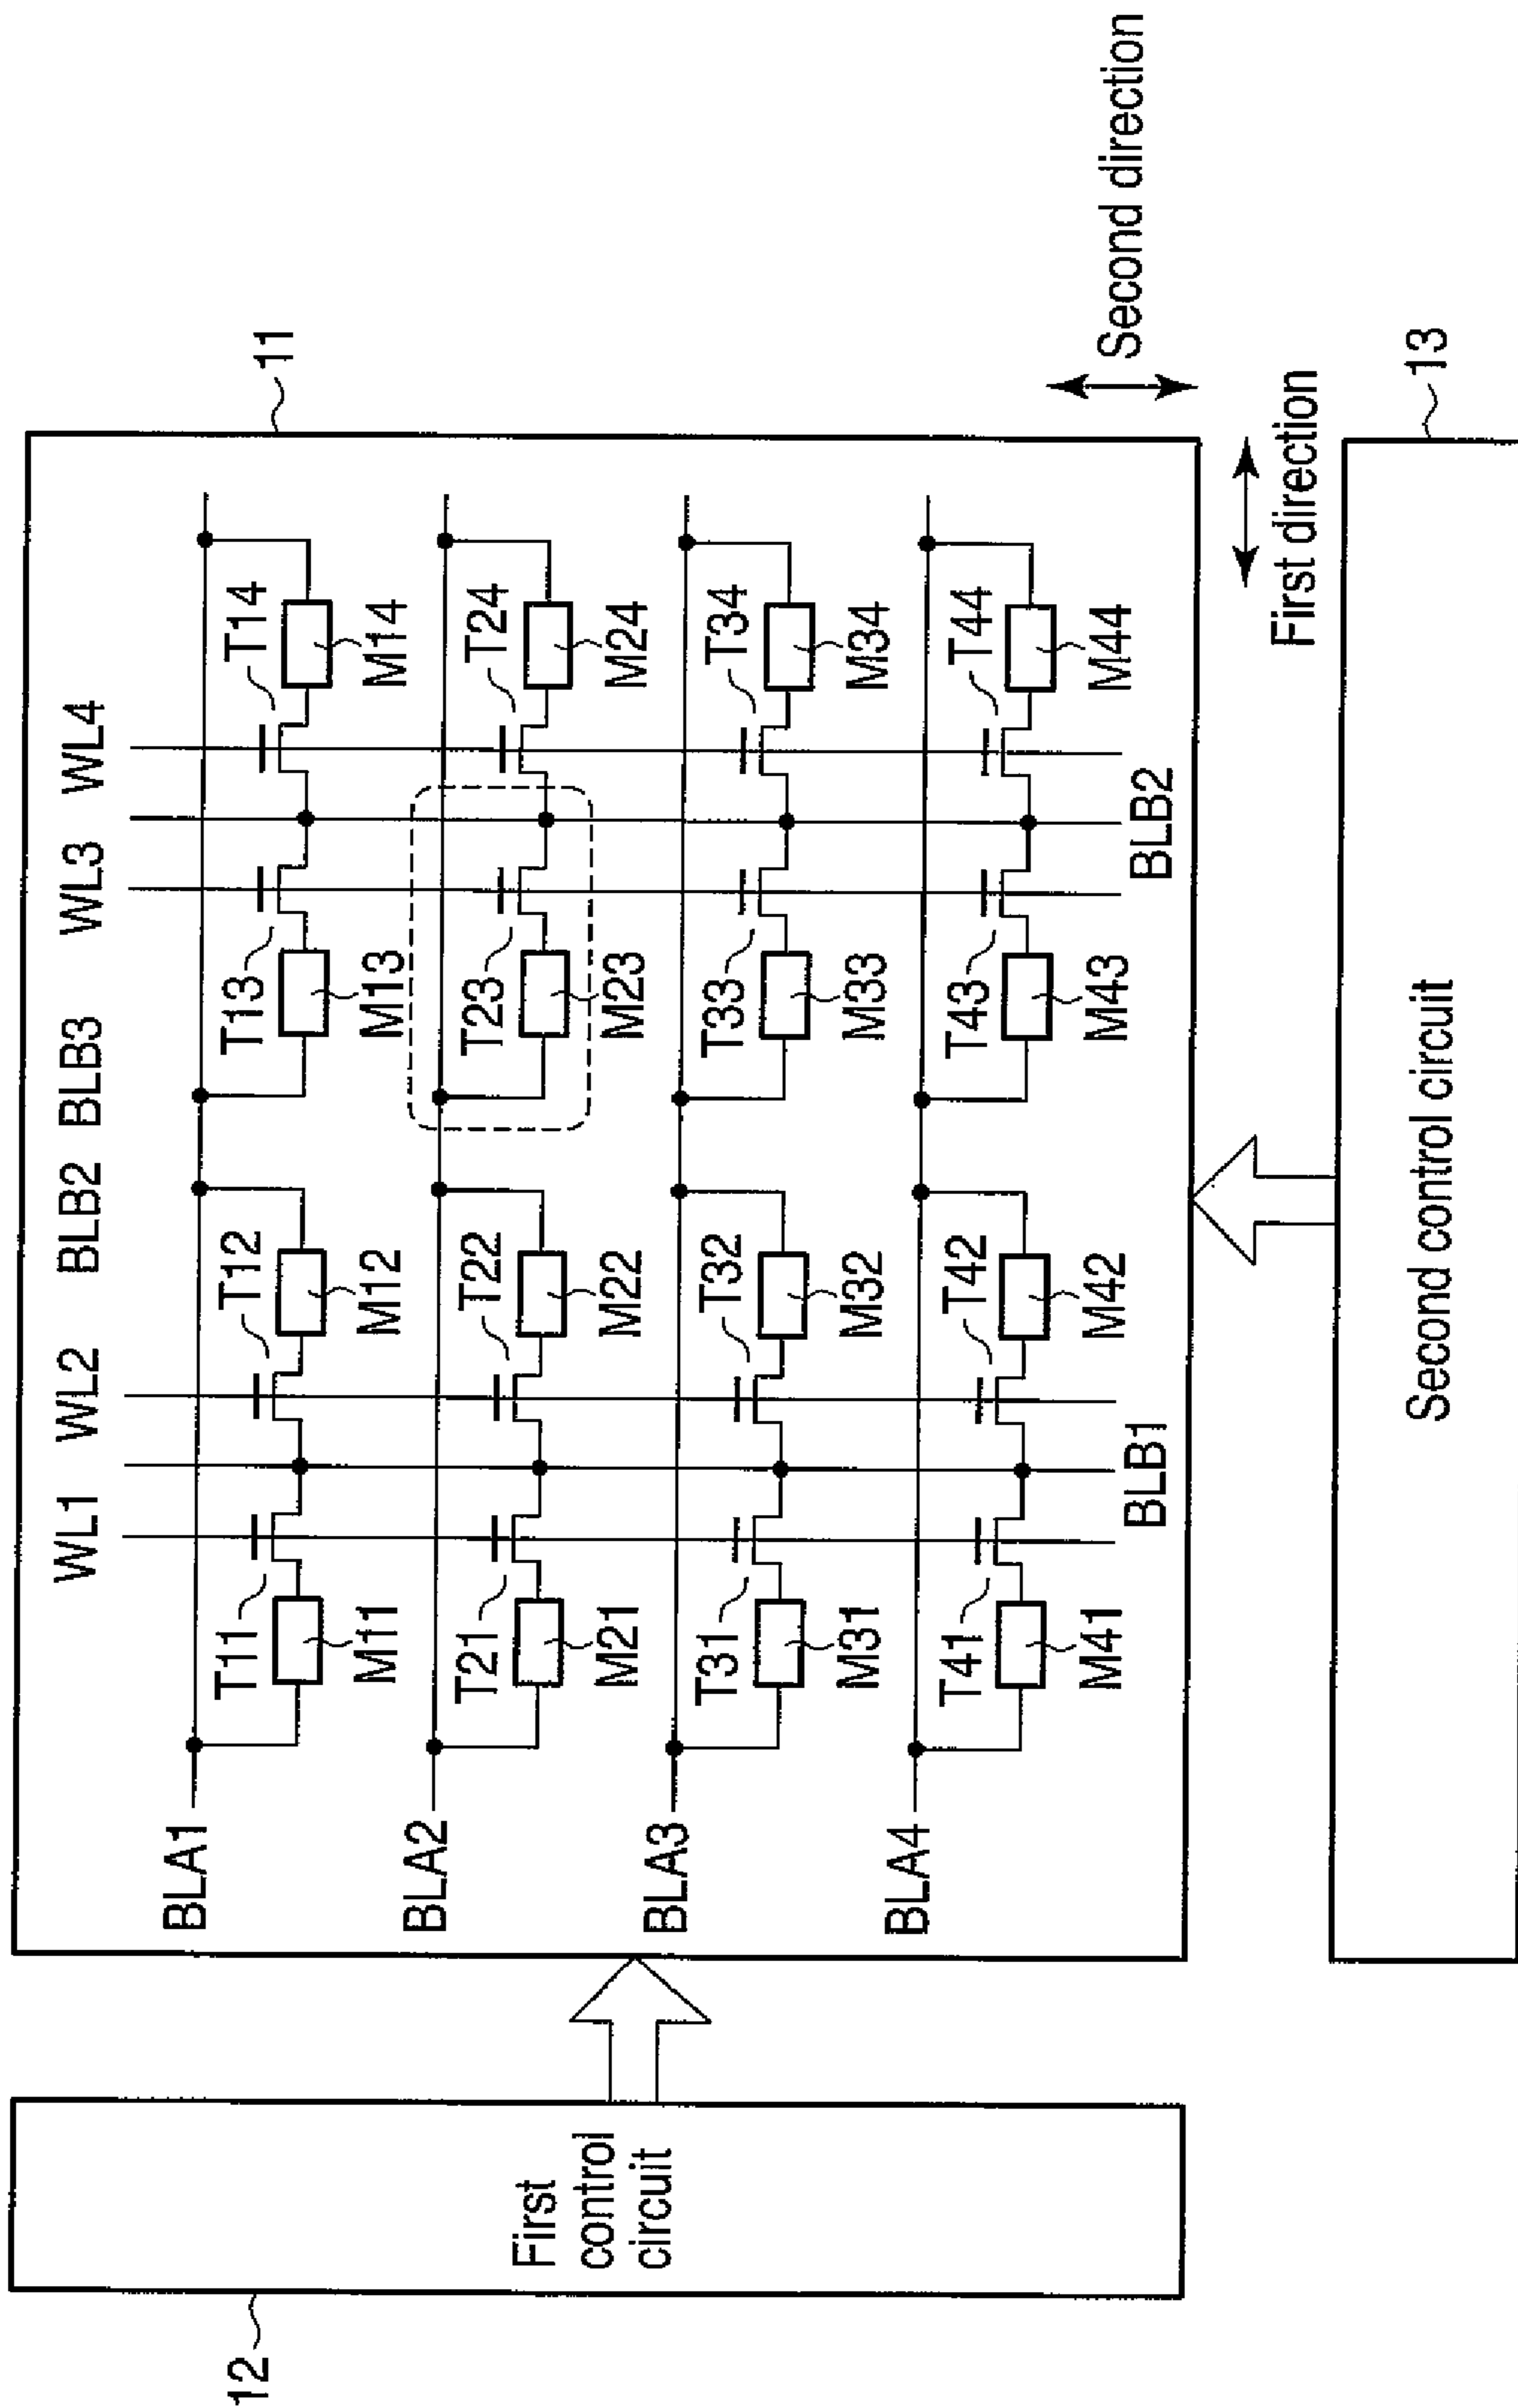 WL1 WL2 BLB2 BLB3 WL3 WL4
BLA1
T11 T12 T13 T14
12
11
M11 M12 M13 M14
BLA2
T21 T22 T23 T24
First
control
circuit
M21 M22 M23 M24
BLA3
T31 T32 T33 T34
M31 M32 M33 M34
BLA4
T41 T42 T43 T44
M41 M42 M43 M44
Second direction
BLB1 BLB2
First direction
13
Second control circuit